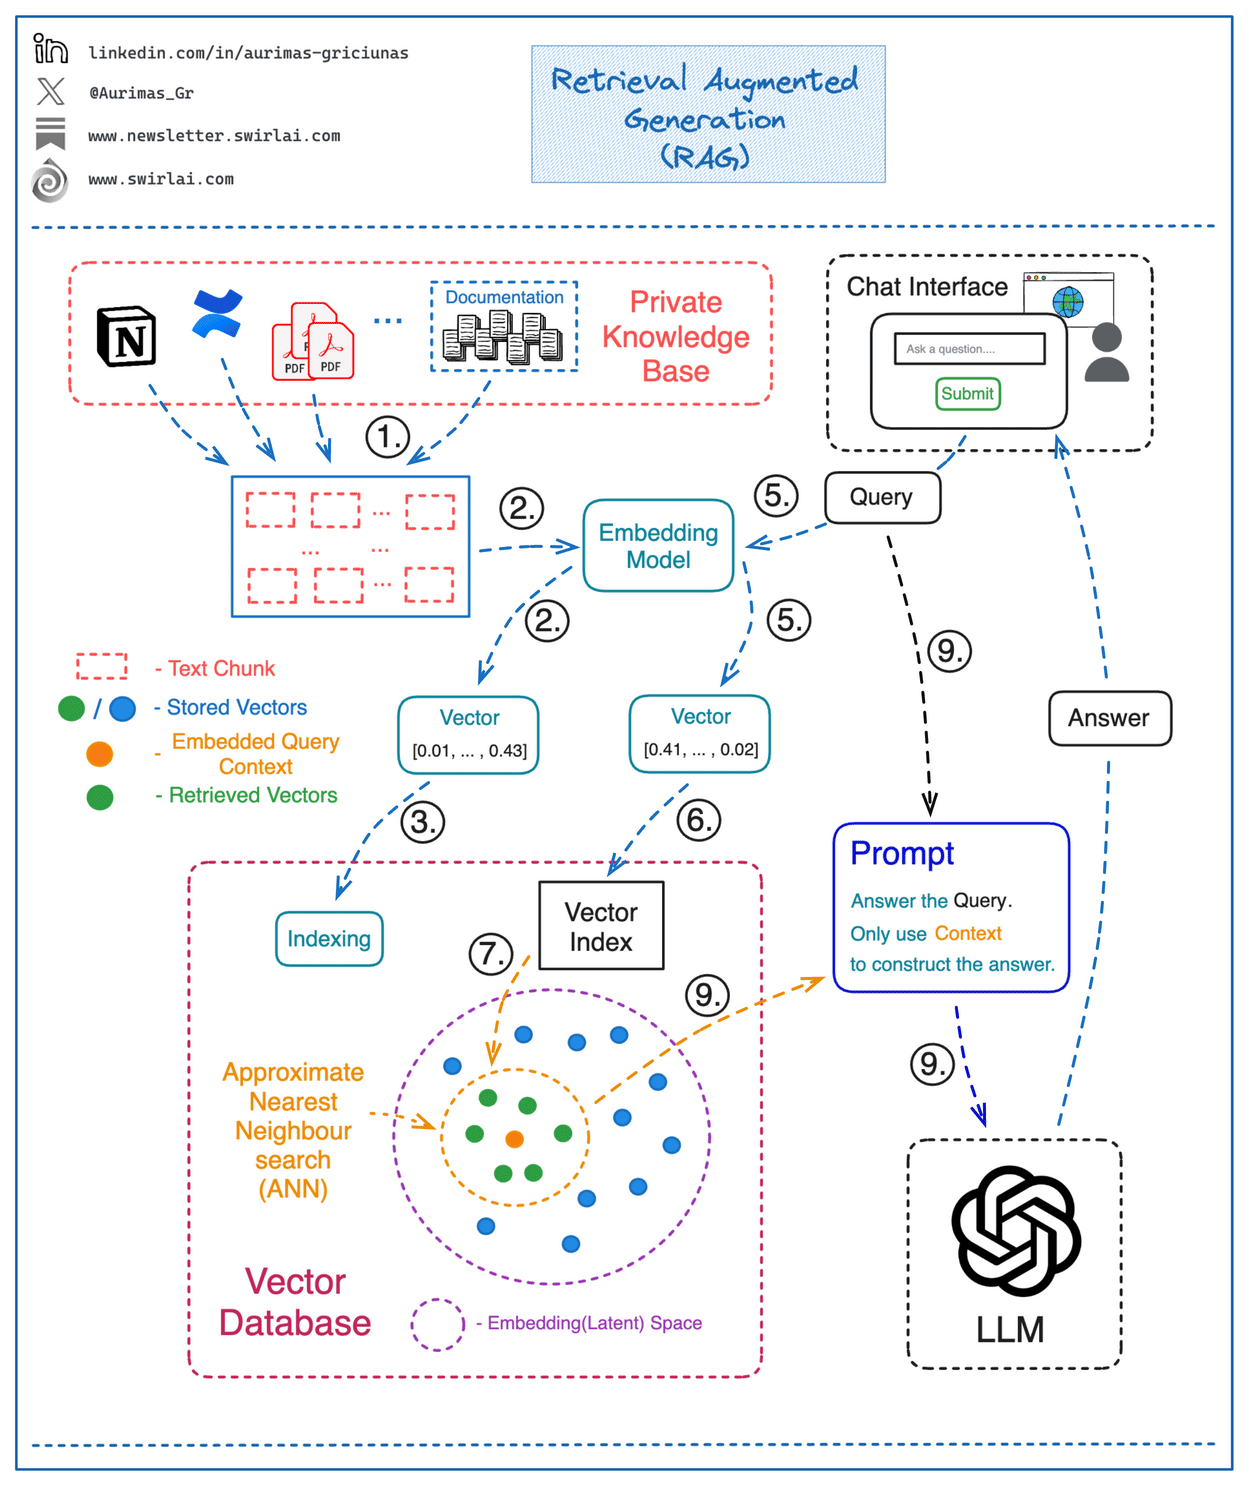 linkedin.com/in/aurimas-griciunas
@Aurimas_Gr
www.newsletter.swirlai.com
www.swirlai.com
Retrieval Augmented
Generation
(RAG)
N
PDF
PDF
PDF
...
Documentation
Private
Knowledge
Base
Chat Interface
Ask a question....
Submit
1.
...
...
...
...
2.
Embedding
Model
5.
Query
2.
5.
9.
- Text Chunk
/
- Stored Vectors
- Embedded Query
Context
- Retrieved Vectors
Vector
[0.01, ... , 0.43]
Vector
[0.41, ... , 0.02]
Answer
3.
6.
Prompt
Answer the Query.
Only use Context
to construct the answer.
Indexing
Vector
Index
7.
9.
9.
Approximate
Nearest
Neighbour
search
(ANN)
Vector
Database
- Embedding(Latent) Space
LLM